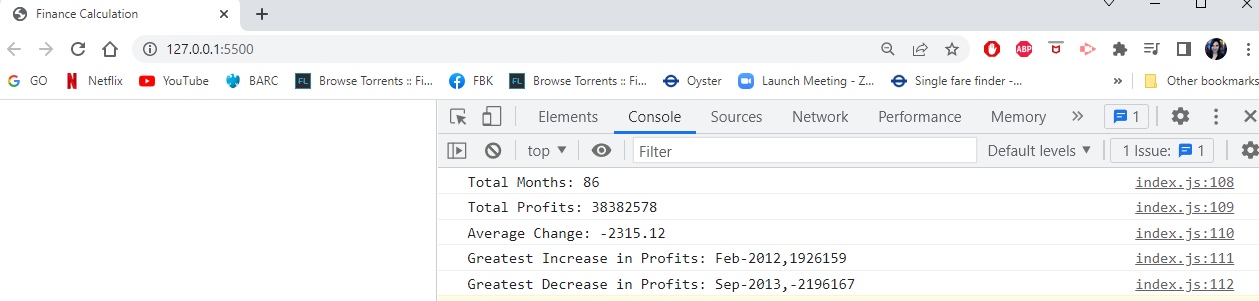 Finance Calculation
127.0.0.1:5500
ABP
G GO N Netflix YouTube BARC FL Browse Torrents :: Fi... FBK FL Browse Torrents :: Fi... Oyster Launch Meeting - Z... Single fare finder -... » Other bookmarks
Elements Console Sources Network Performance Memory » 1
top ▼ Filter Default levels ▼ 1 Issue: 1
Total Months: 86 index.js:108
Total Profits: 38382578 index.js:109
Average Change: -2315.12 index.js:110
Greatest Increase in Profits: Feb-2012,1926159 index.js:111
Greatest Decrease in Profits: Sep-2013,-2196167 index.js:112